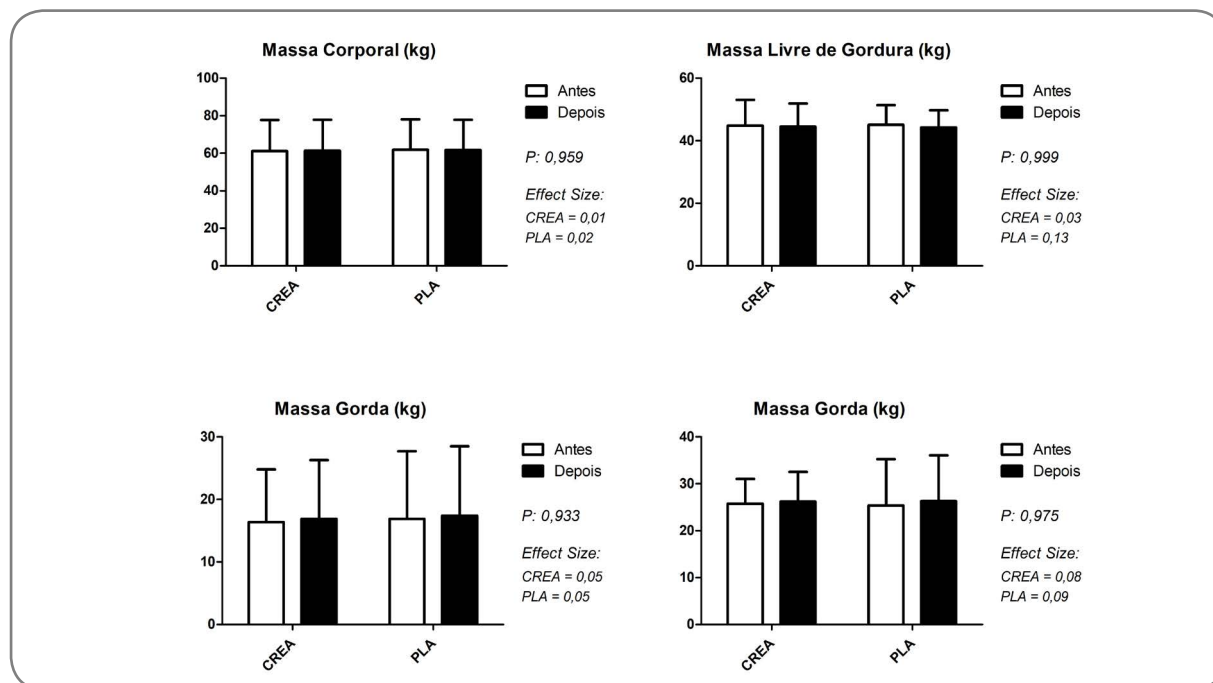 Massa Corporal (kg)
100
80
60
40
20
0
CREA
PLA
Antes
Depois
P: 0,959
Effect Size:
CREA = 0,01
PLA = 0,02
Massa Livre de Gordura (kg)
60
40
20
0
CREA
PLA
Antes
Depois
P: 0,999
Effect Size:
CREA = 0,03
PLA = 0,13
Massa Gorda (kg)
30
20
10
0
CREA
PLA
Antes
Depois
P: 0,933
Effect Size:
CREA = 0,05
PLA = 0,05
Massa Gorda (kg)
40
30
20
10
0
CREA
PLA
Antes
Depois
P: 0,975
Effect Size:
CREA = 0,08
PLA = 0,09